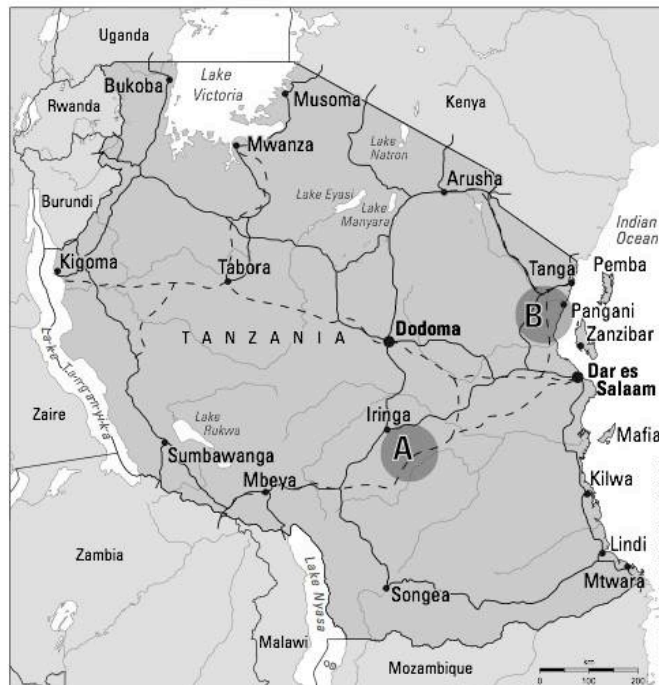 Uganda
Lake
Victoria
Bukoba
Musoma
Rwanda
Kenya
Mwanza
Lake
Natron
Arusha
Lake Eyasi
Lake
Manyara
Burundi
Indian
Ocean
Kigoma
Tabora
Tanga
Pemba
B
Pangani
TANZANIA
Dodoma
Zanzibar
Dar es
Salaam
Lake Tanganyika
Zaire
Lake
Rukwa
Iringa
A
Mafia
Sumbawanga
Mbeya
Kilwa
Zambia
Lindi
Mtwara
Songea
Lake Nyasa
Malawi
Mozambique
km
0 100 200